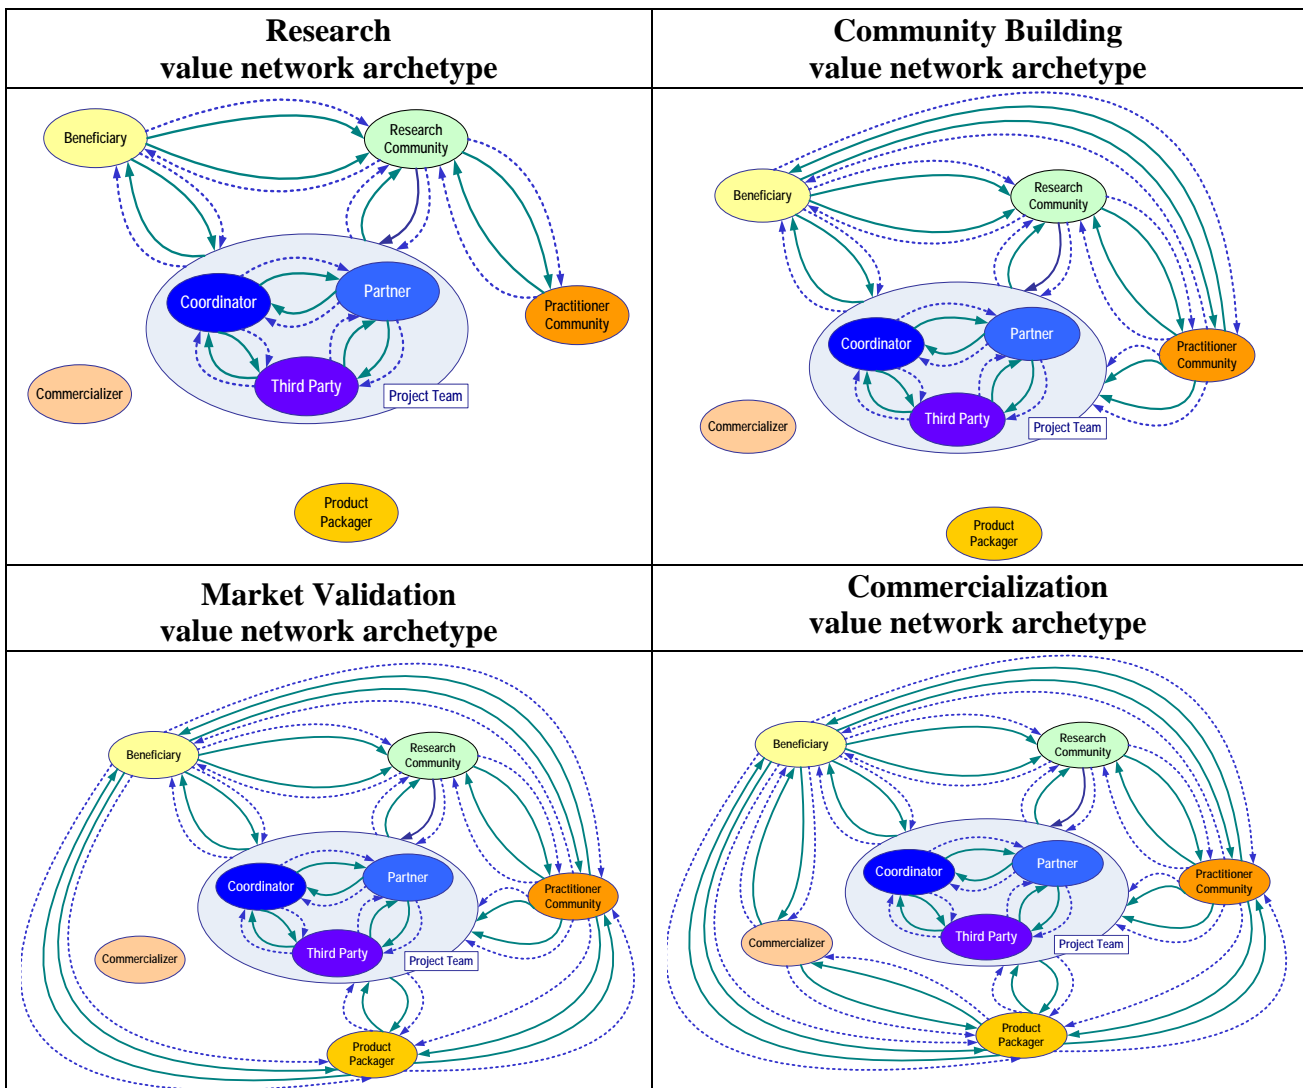 Research
value network archetype
Community Building
value network archetype
Beneficiary
Research
Community
Coordinator
Partner
Practitioner
Community
Third Party
Project Team
Commercializer
Product
Packager
Beneficiary
Research
Community
Coordinator
Partner
Practitioner
Community
Third Party
Project Team
Commercializer
Product
Packager
Market Validation
value network archetype
Commercialization
value network archetype
Beneficiary
Research
Community
Coordinator
Partner
Practitioner
Community
Third Party
Project Team
Commercializer
Product
Packager
Beneficiary
Research
Community
Coordinator
Partner
Practitioner
Community
Third Party
Project Team
Commercializer
Product
Packager